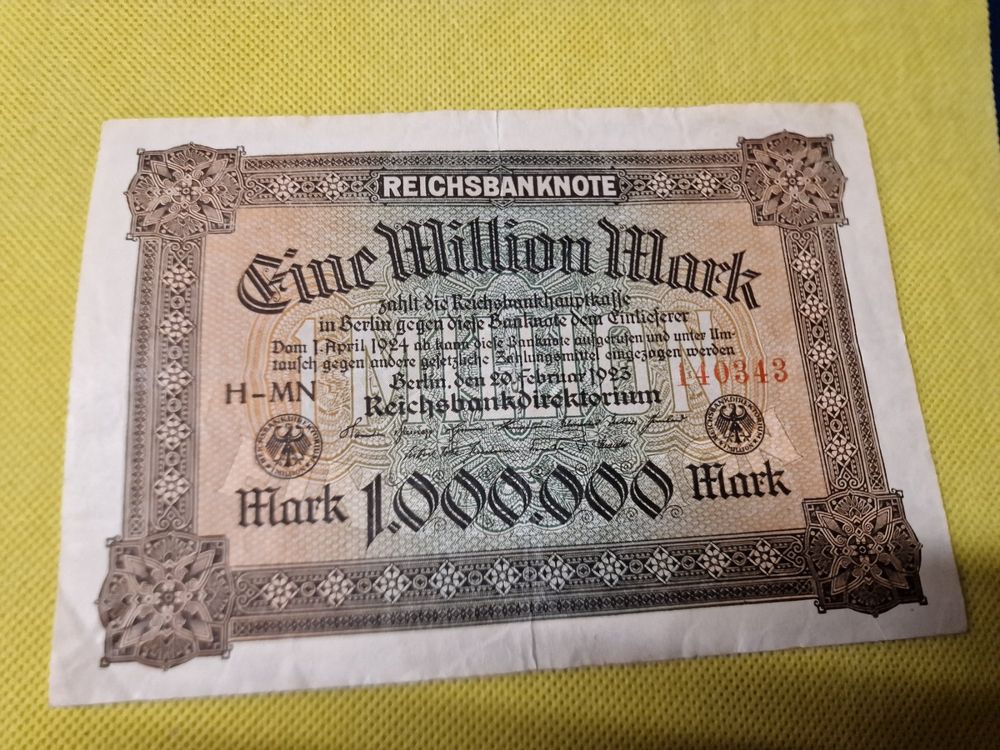 REICHSBANKNOTE
Eine Million Mark
zahlt die Reichsbankhauptkasse
in Berlin gegen diese Banknote dem Einlieferer
Vom 1. April 1924 ab kann diese Banknote aufgerufen und unter Um-
tausch gegen andere gesetzliche Zahlungsmittel eingezogen werden
Berlin, den 20. Februar 1923
Reichsbankdirektorium
H-MN
140343
1 MILLION
Mark 1.000.000 Mark